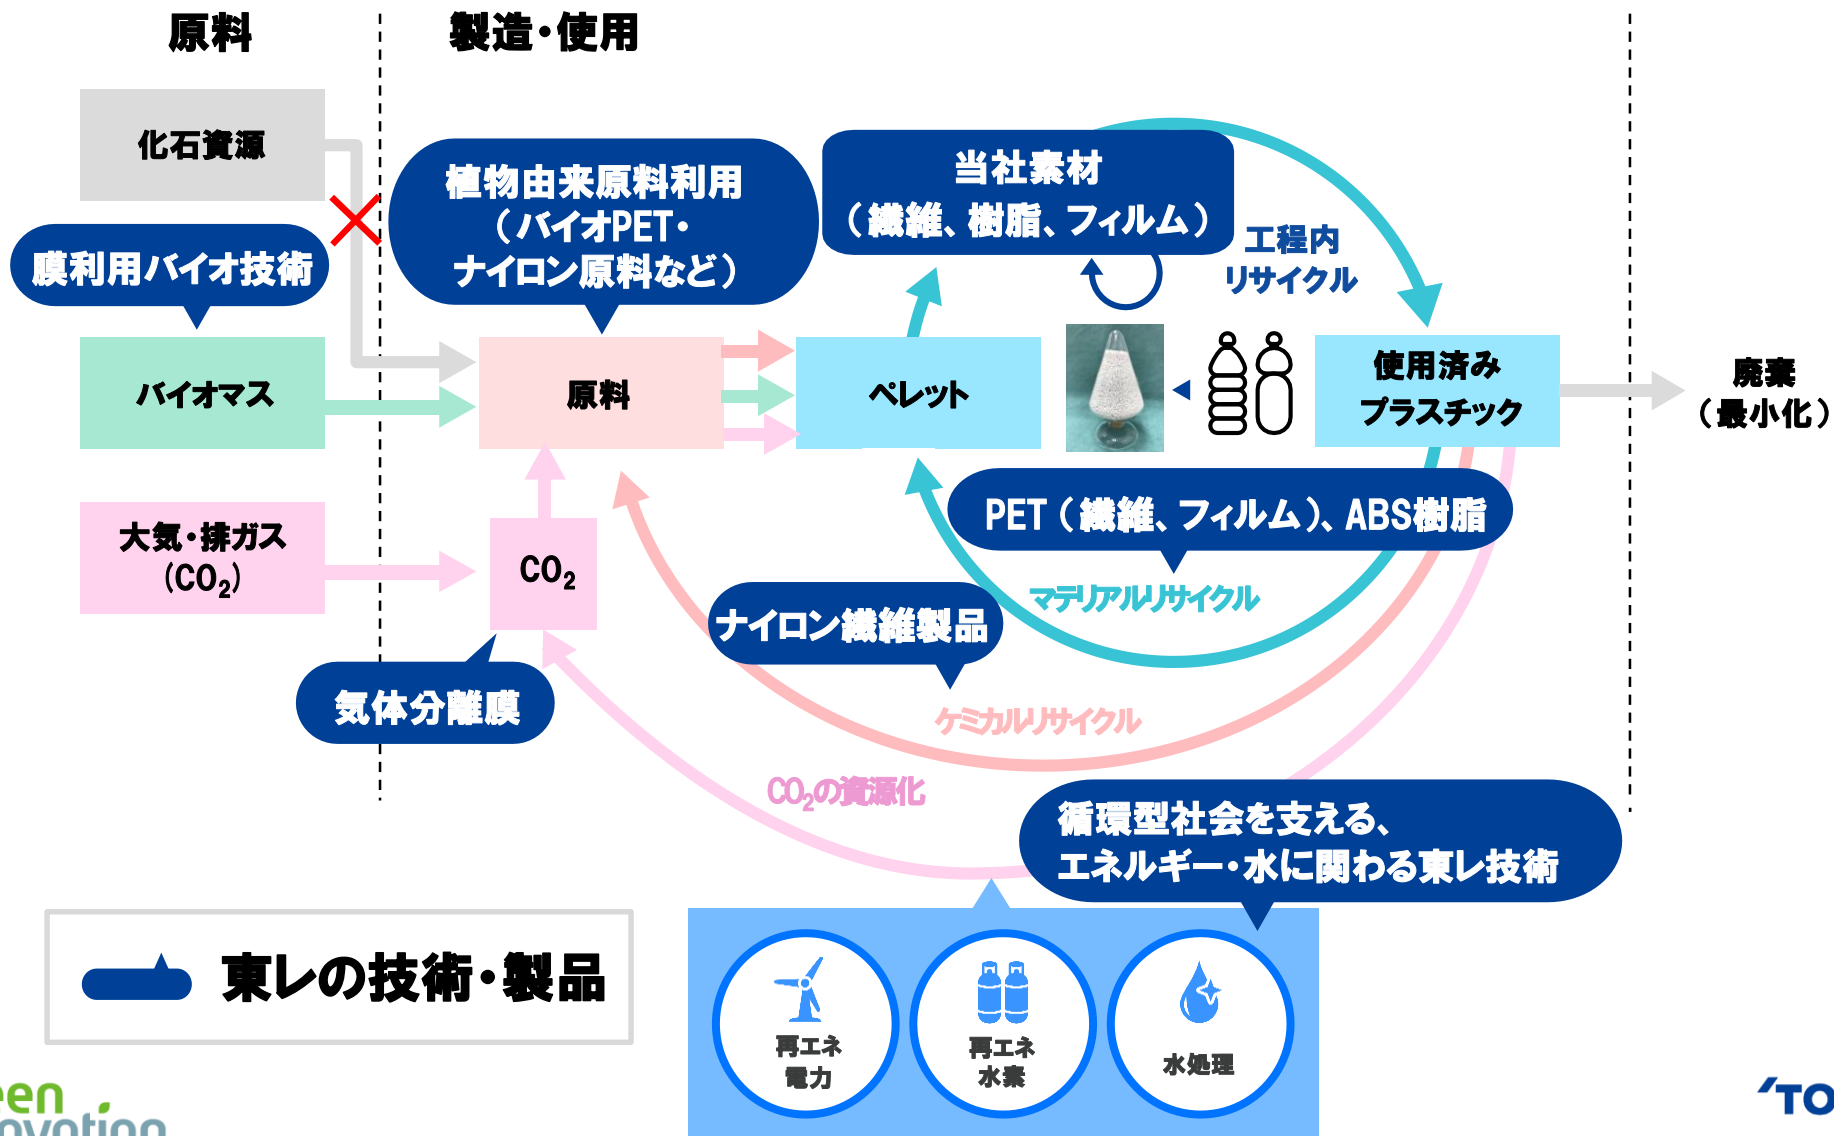 原料
製造・使用
化石資源
植物由来原料利用
（バイオPET・
ナイロン原料など）
当社素材
（繊維、樹脂、フィルム）
工程内
リサイクル
膜利用バイオ技術
バイオマス
原料
ペレット
使用済み
プラスチック
廃棄
（最小化）
大気・排ガス
(CO₂)
CO₂
PET（繊維、フィルム）、ABS樹脂
マテリアルリサイクル
ナイロン繊維製品
気体分離膜
ケミカルリサイクル
CO₂の資源化
循環型社会を支える、
エネルギー・水に関わる東レ技術
東レの技術・製品
再エネ
電力
再エネ
水素
水処理
een
novation
'TO